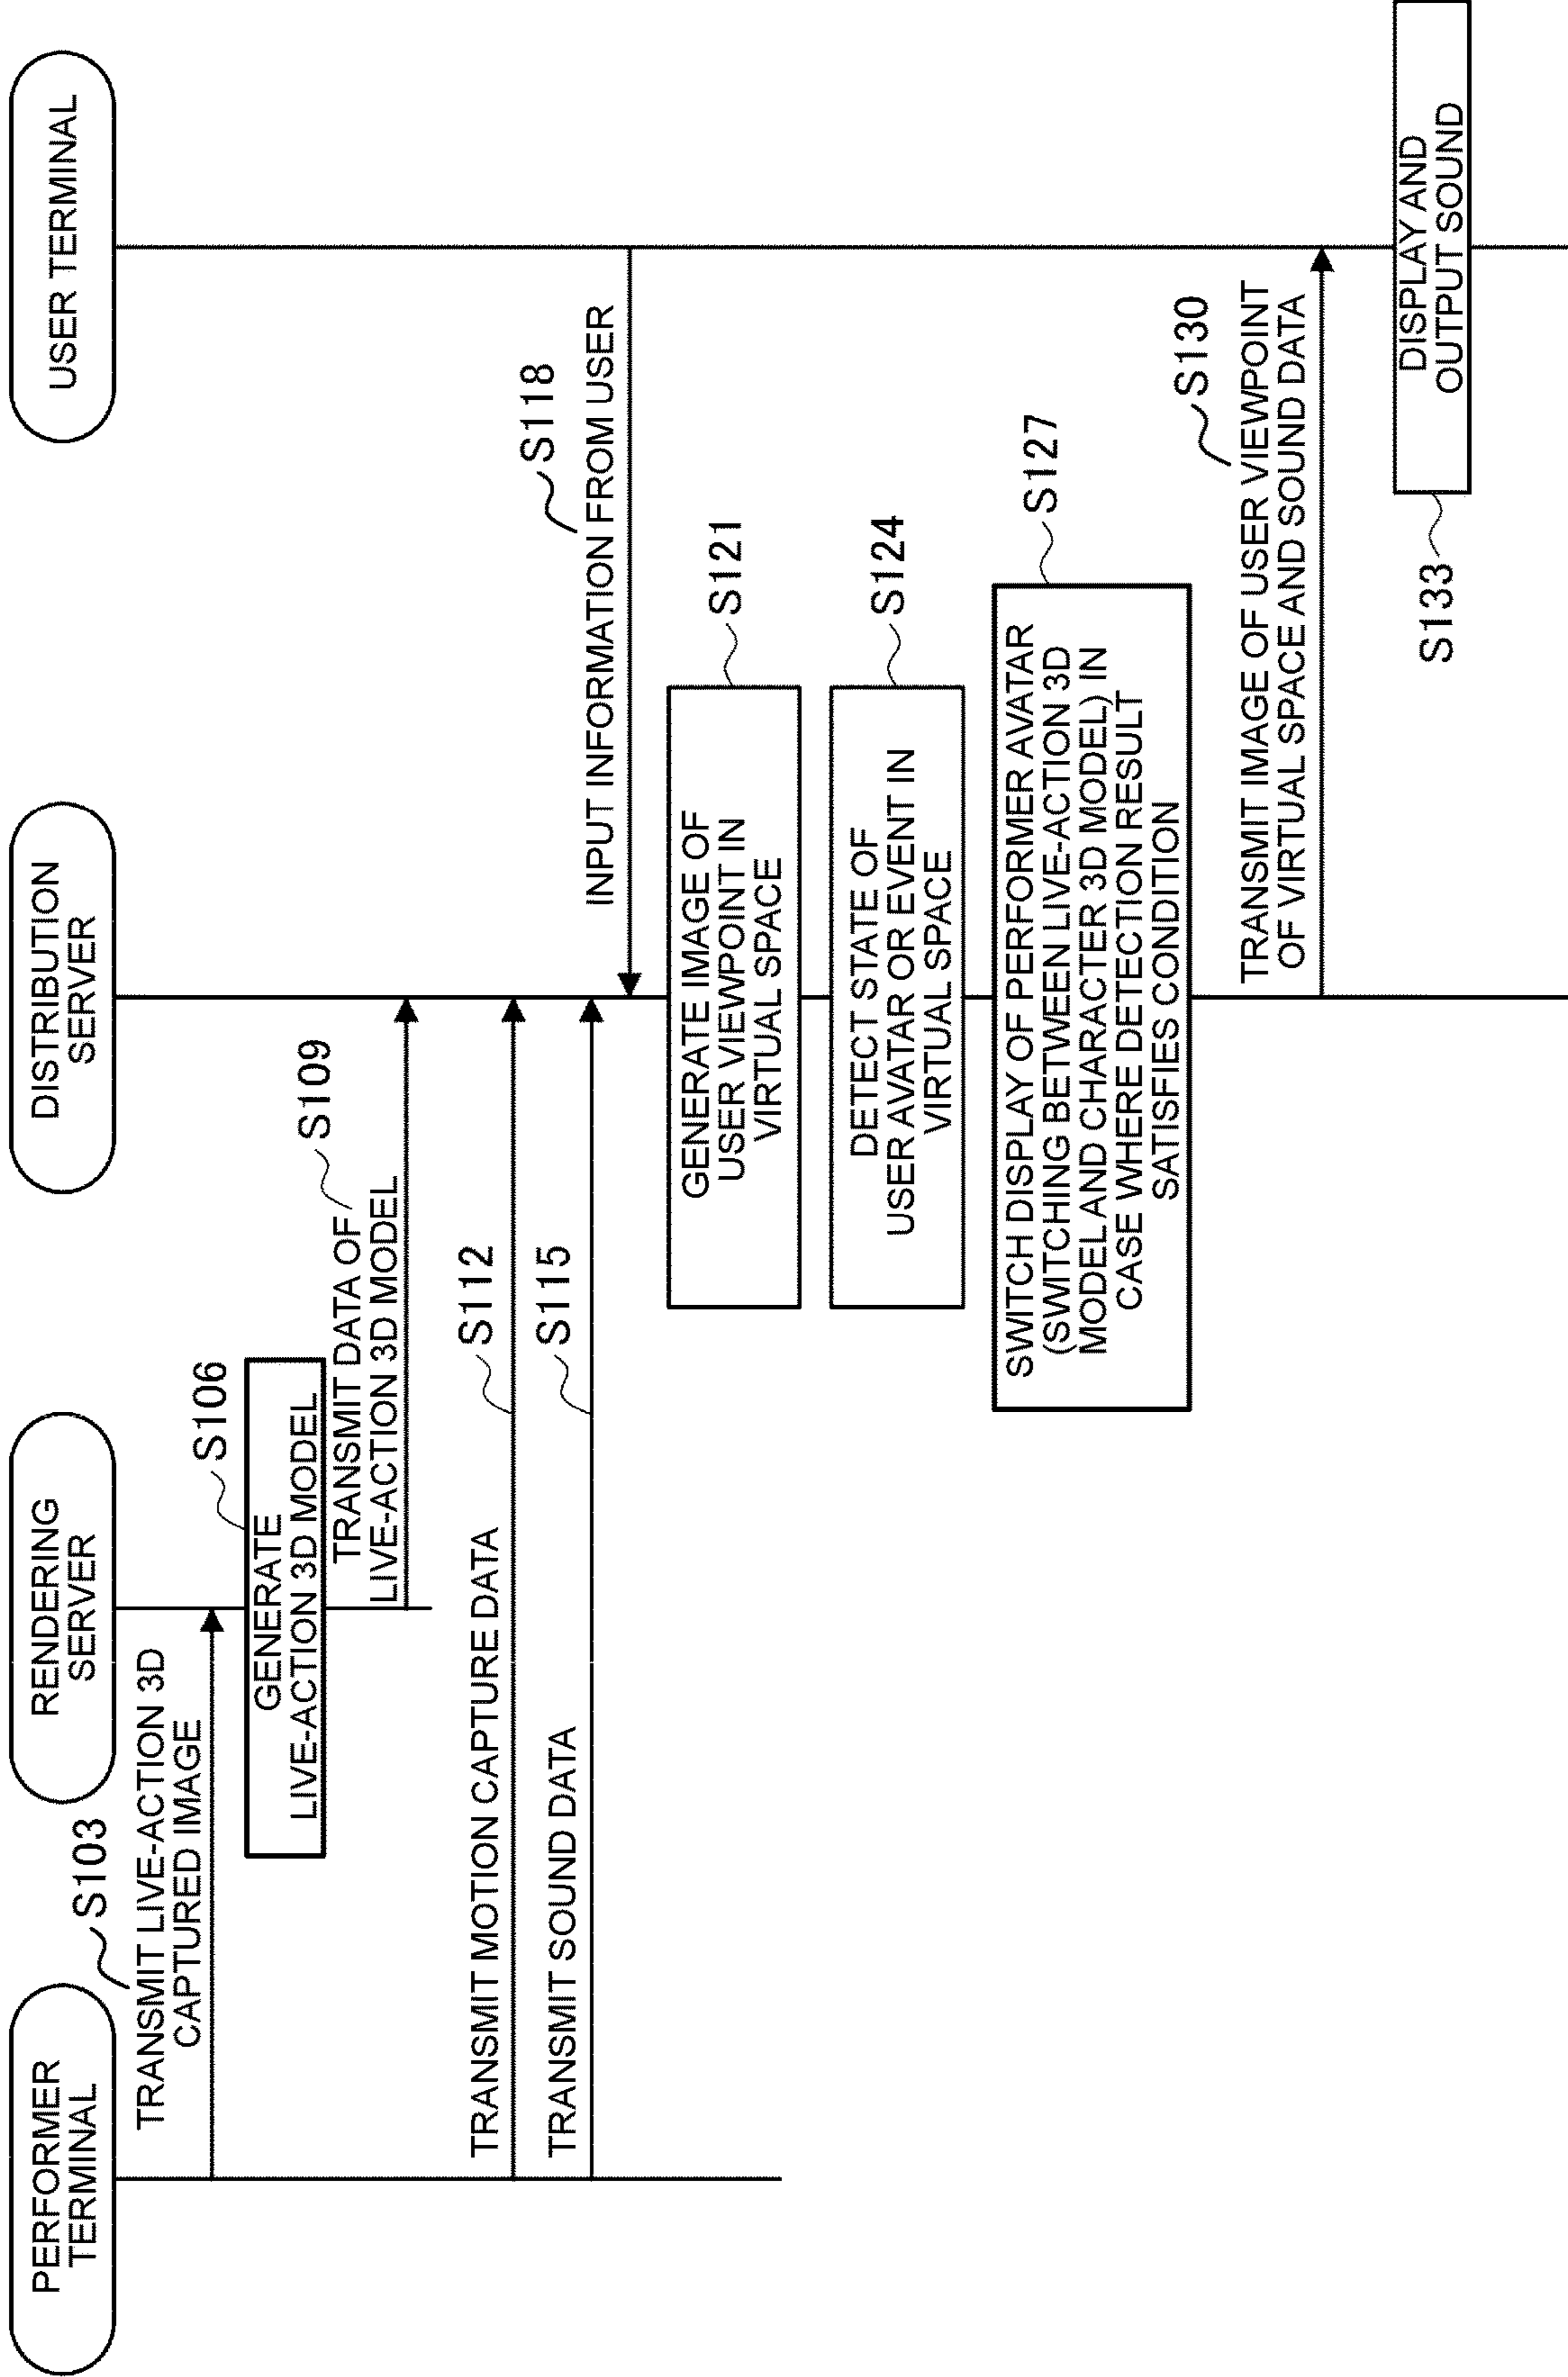 PERFORMER
TERMINAL
RENDERING
SERVER
DISTRIBUTION
SERVER
USER TERMINAL
S103
TRANSMIT LIVE-ACTION 3D
CAPTURED IMAGE
S106
GENERATE
LIVE-ACTION 3D MODEL
S109
TRANSMIT DATA OF
LIVE-ACTION 3D MODEL
S112
TRANSMIT MOTION CAPTURE DATA
S115
TRANSMIT SOUND DATA
S118
INPUT INFORMATION FROM USER
S121
GENERATE IMAGE OF
USER VIEWPOINT IN
VIRTUAL SPACE
S124
DETECT STATE OF
USER AVATAR OR EVENT IN
VIRTUAL SPACE
S127
SWITCH DISPLAY OF PERFORMER AVATAR
(SWITCHING BETWEEN LIVE-ACTION 3D
MODEL AND CHARACTER 3D MODEL) IN
CASE WHERE DETECTION RESULT
SATISFIES CONDITION
S130
TRANSMIT IMAGE OF USER VIEWPOINT
OF VIRTUAL SPACE AND SOUND DATA
S133
DISPLAY AND
OUTPUT SOUND